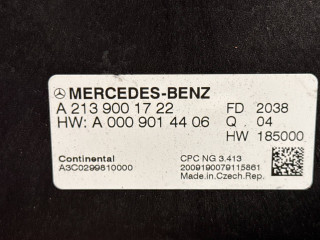 MERCEDES-BENZ
A 213 900 17 22 FD 2038
HW: A 000 901 44 06 Q 04
HW 185000
Continental CPC NG 3.413
A3C0299810000 2009190079115861
Made.in.Czech.Rep.